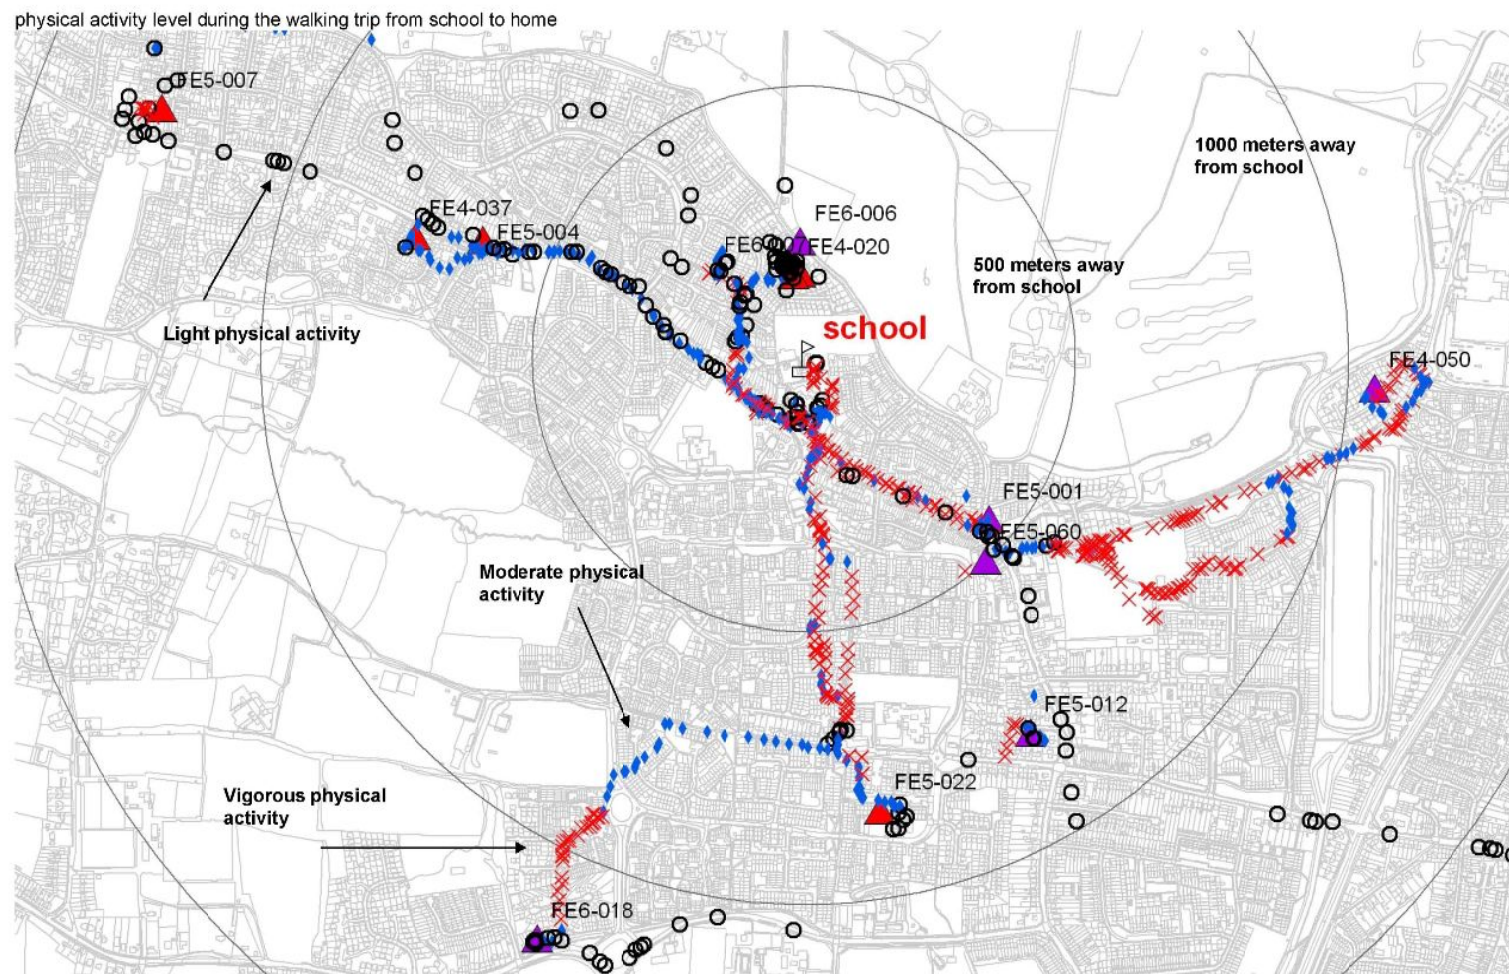 physical activity level during the walking trip from school to home
FE5-007
1000 meters away
from school
FE4-037
FE5-004
FE6-006
FE4-020
500 meters away
from school
Light physical activity
school
FE4-050
FE5-001
FE5-060
Moderate physical
activity
FE5-012
FE5-022
Vigorous physical
activity
FE6-018